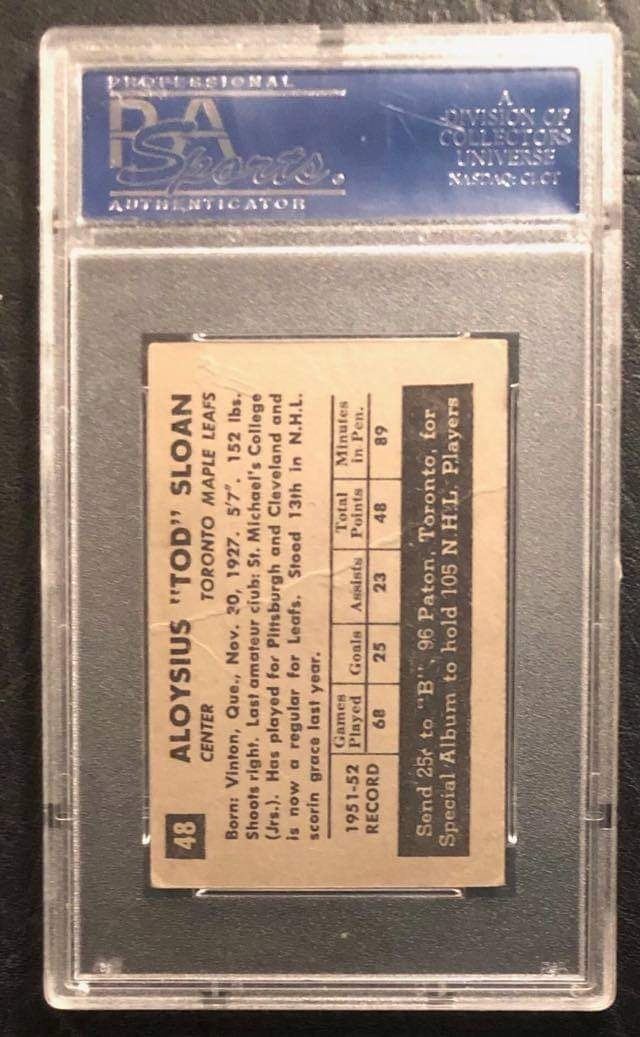 PROFESSIONAL
PSA
Sports.
AUTHENTICATOR
A
DIVISION OF
COLLECTORS
UNIVERSE
NASDAQ: CLCT
48
ALOYSIUS "TOD" SLOAN
CENTER TORONTO MAPLE LEAFS
Born: Vinton, Que., Nov. 30, 1927. 5'7". 152 lbs.
Shoots right. Last amateur club: St. Michael's College
(Jrs.). Has played for Pittsburgh and Cleveland and
is now a regular for Leafs. Stood 13th in N.H.L.
scorin grace last year.
1951-52 RECORD
Games Played Goals Assists Total Points Minutes in Pen.
68 25 23 48 89
Send 25¢ to "B", 96 Paton, Toronto, for
Special Album to hold 105 N.H.L. Players